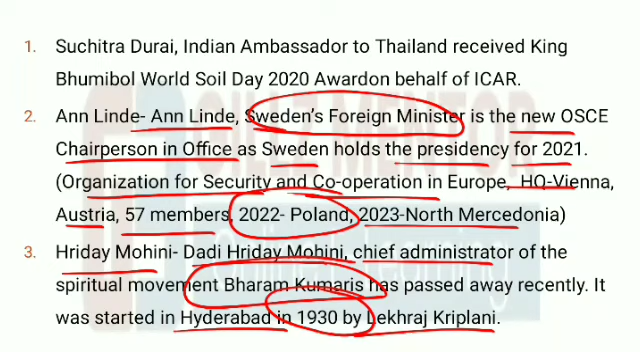 1. Suchitra Durai, Indian Ambassador to Thailand received King
Bhumibol World Soil Day 2020 Awardon behalf of ICAR.
2. Ann Linde- Ann Linde, Sweden's Foreign Minister is the new OSCE
Chairperson in Office as Sweden holds the presidency for 2021.
(Organization for Security and Co-operation in Europe, HQ-Vienna,
Austria, 57 members, 2022- Poland, 2023-North Mercedonia)
3. Hriday Mohini- Dadi Hriday Mohini, chief administrator of the
spiritual movement Bharam Kumaris has passed away recently. It
was started in Hyderabad in 1930 by Lekhraj Kriplani.